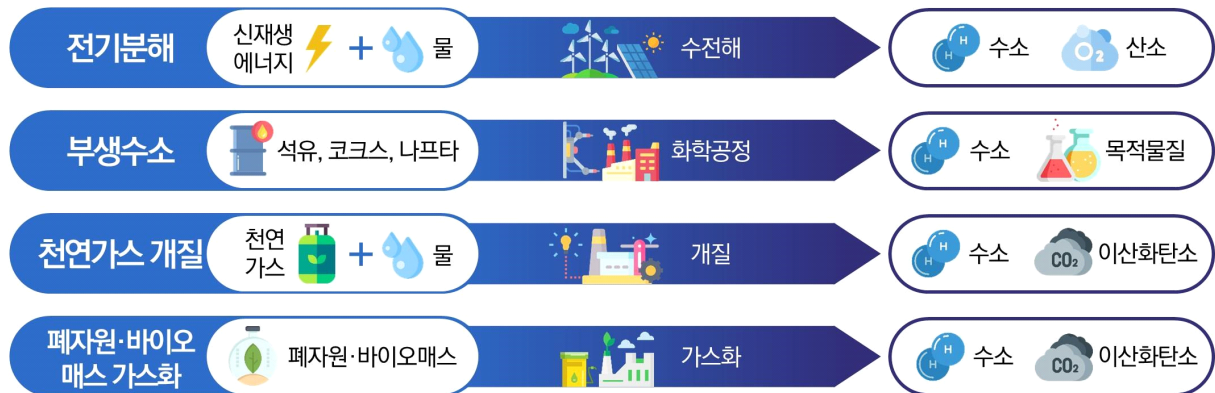 전기분해
신재생
에너지
+
물
수전해
H
H
수소
O₂
산소
부생수소
석유, 코크스, 나프타
화학공정
H
H
수소
목적물질
천연가스 개질
천연
가스
+
물
개질
H
H
수소
CO₂
이산화탄소
폐자원·바이오
매스 가스화
폐자원·바이오매스
가스화
H
H
수소
CO₂
이산화탄소